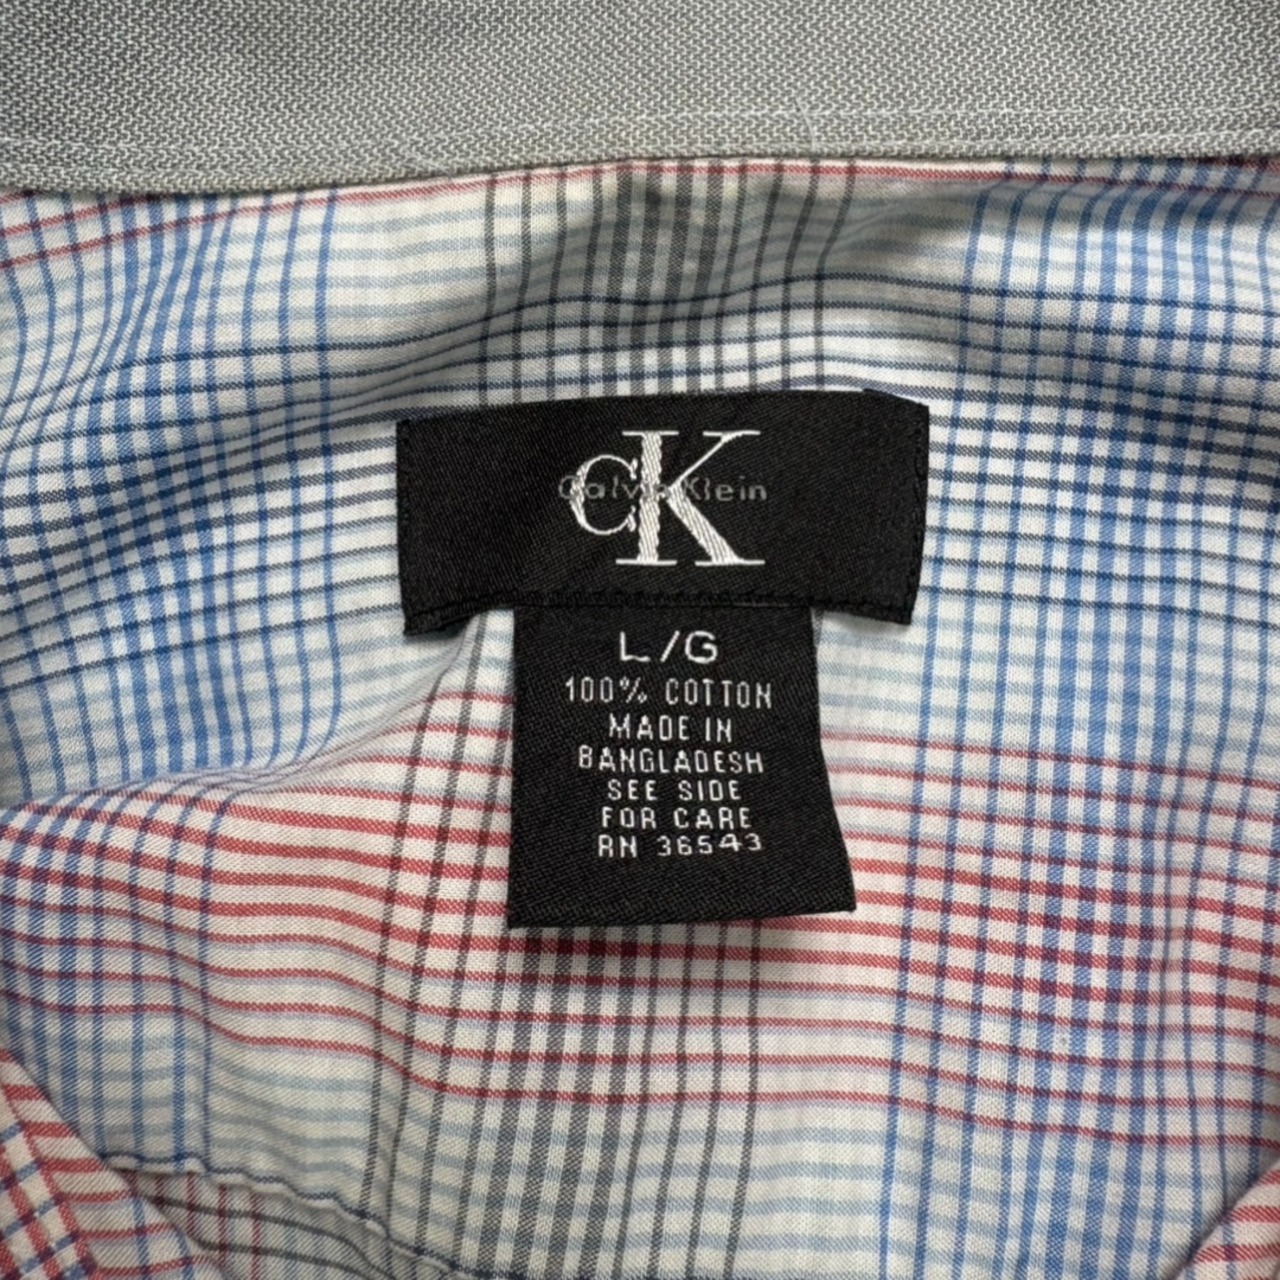 cK
Calvin Klein
L/G
100% COTTON
MADE IN
BANGLADESH
SEE SIDE
FOR CARE
RN 36543